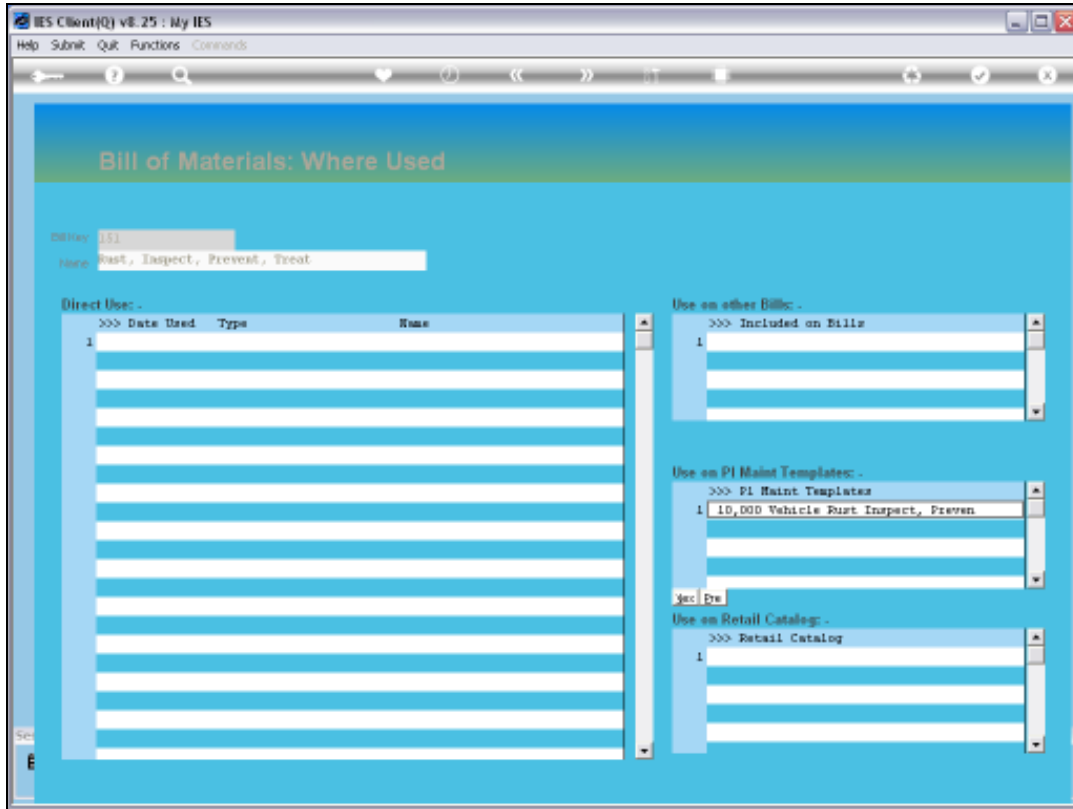 IES Client(Q) v8.25 : My IES
Help Submit Quit Functions Commands
Bill of Materials: Where Used
Bill Key 151
Name Rust, Inspect, Prevent, Treat
Direct Use: -
>>> Date Used Type Name
1
Use on other Bills: -
>>> Included on Bills
1
Use on PI Maint Templates: -
>>> PI Maint Templates
1 10,000 Vehicle Rust Inspect, Preven
Nex Pre
Use on Retail Catalog: -
>>> Retail Catalog
1